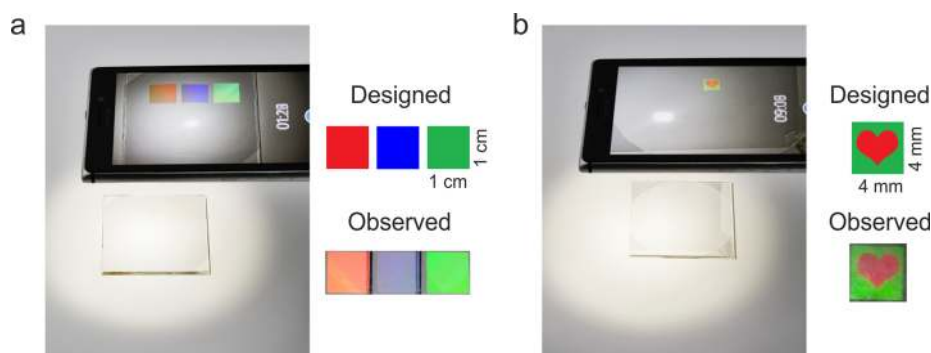 a
01:28
Designed
1 cm
1 cm
Observed
b
09:08
Designed
4 mm
4 mm
Observed